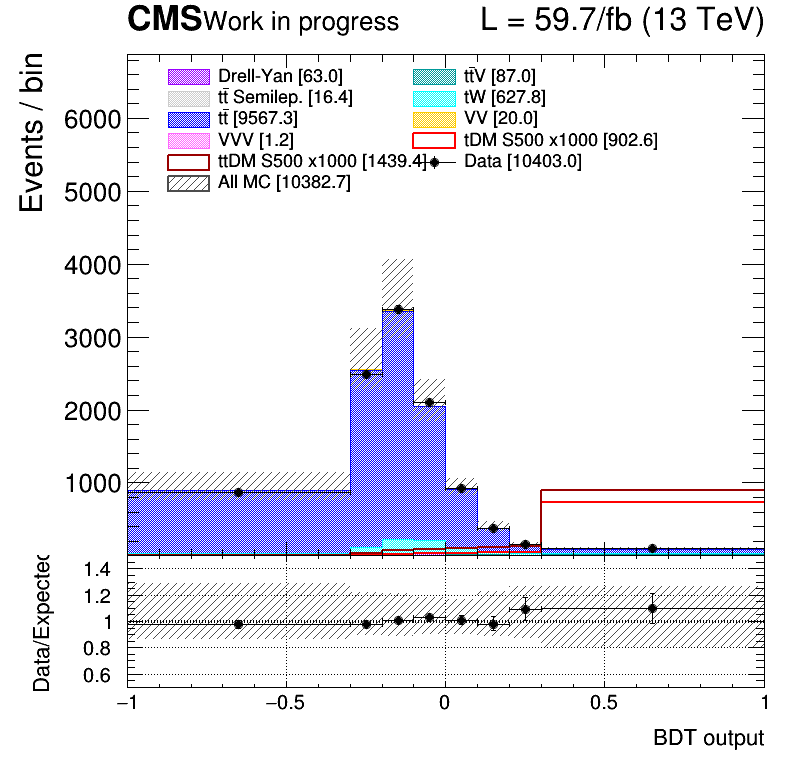 CMS Work in progress L = 59.7/fb (13 TeV)
Events / bin
Drell-Yan [63.0] tt̄V [87.0]
tt̄ Semilep. [16.4] tW [627.8]
tt̄ [9567.3] VV [20.0]
VVV [1.2] tDM S500 x1000 [902.6]
ttDM S500 x1000 [1439.4] Data [10403.0]
All MC [10382.7]
6000
5000
4000
3000
2000
1000
Data/Expected
1.4
1.2
1
0.8
0.6
−1 −0.5 0 0.5 1
BDT output